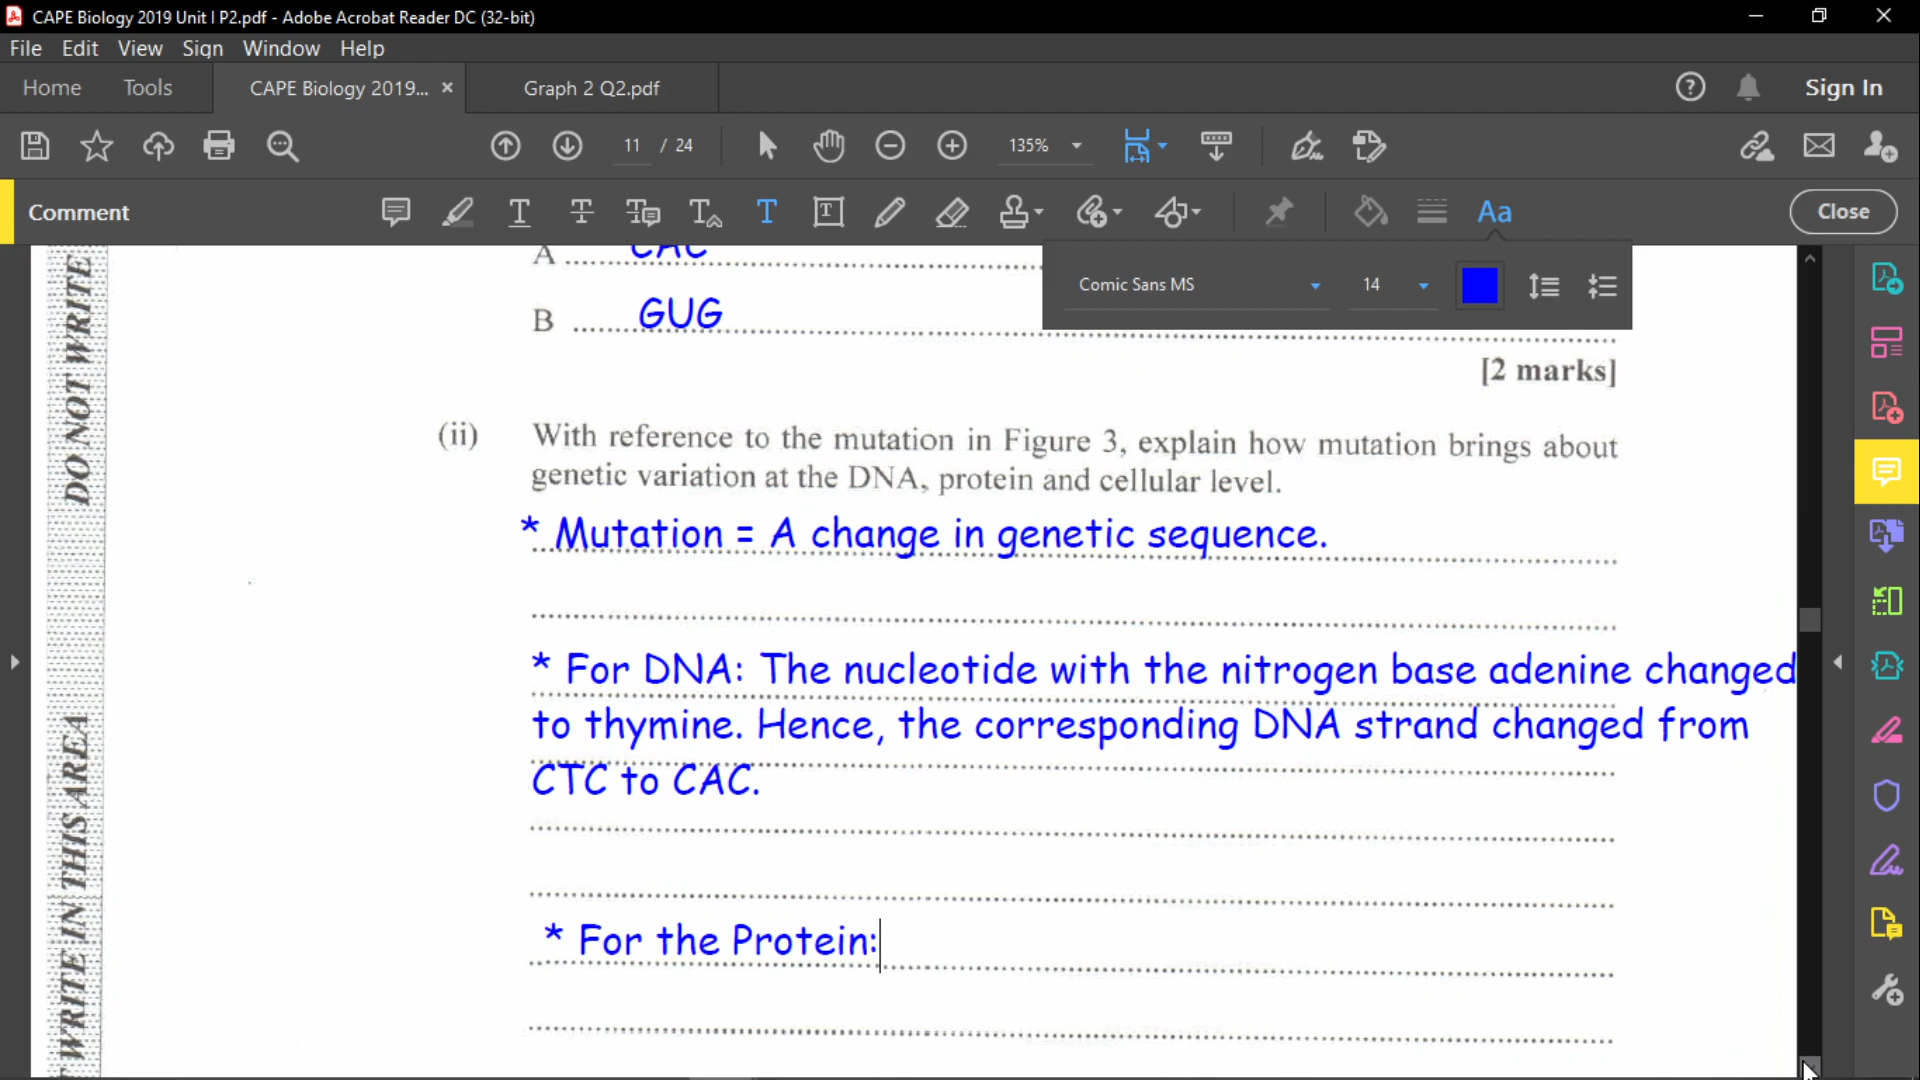 CAPE Biology 2019 Unit I P2.pdf - Adobe Acrobat Reader DC (32-bit)
File Edit View Sign Window Help
Home Tools CAPE Biology 2019... × Graph 2 Q2.pdf Sign In
11 / 24 135%
Comment Aa Close
Comic Sans MS 14
A CAC
B GUG
[2 marks]
(ii) With reference to the mutation in Figure 3, explain how mutation brings about
genetic variation at the DNA, protein and cellular level.
* Mutation = A change in genetic sequence.
* For DNA: The nucleotide with the nitrogen base adenine changed
to thymine. Hence, the corresponding DNA strand changed from
CTC to CAC.
* For the Protein:
DO NOT WRITE
WRITE IN THIS AREA